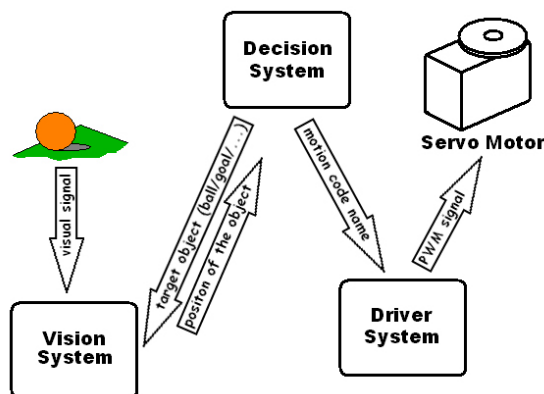 Decision
System
Servo Motor
visual signal
target object (ball/goal/...)
positon of the object
motion code name
PWM signal
Vision
System
Driver
System